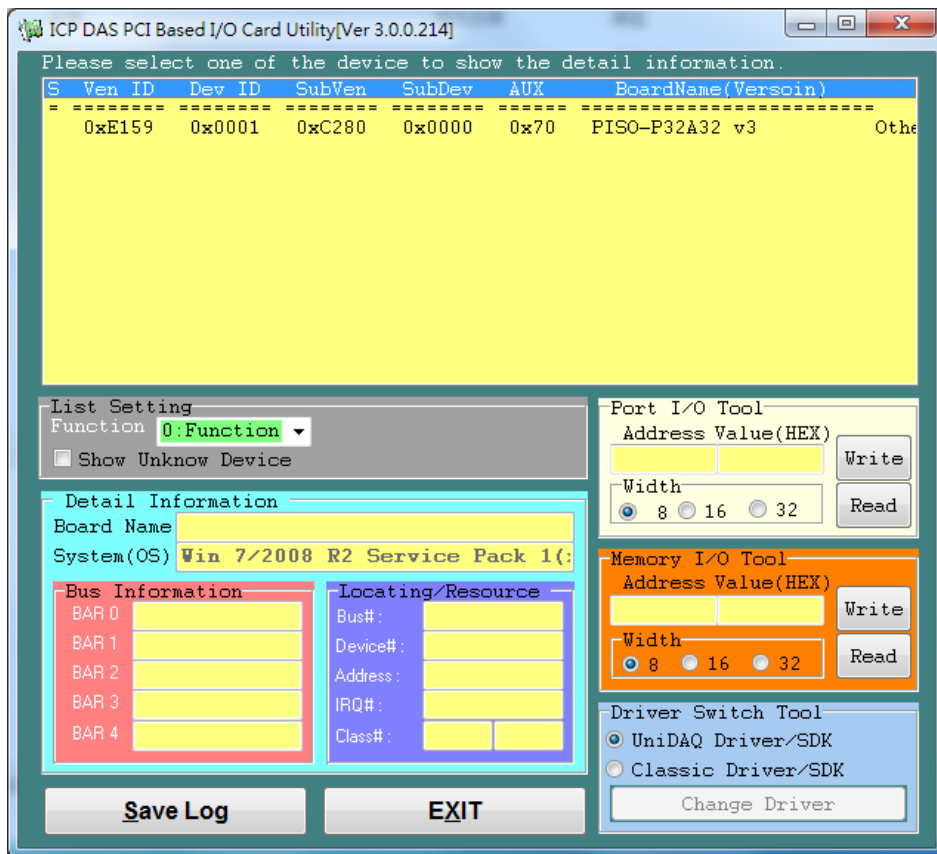 ICP DAS PCI Based I/O Card Utility[Ver 3.0.0.214]
Please select one of the device to show the detail information.
S Ven ID Dev ID SubVen SubDev AUX BoardName(Versoin)
= ======== ======== ======== ======== ====== =========================
0xE159 0x0001 0xC280 0x0000 0x70 PISO-P32A32 v3 Othe
List Setting
Function 0:Function
Show Unknow Device
Detail Information
Board Name
System(OS) Win 7/2008 R2 Service Pack 1(
Bus Information
BAR 0
BAR 1
BAR 2
BAR 3
BAR 4
Locating/Resource
Bus# :
Device# :
Address :
IRQ# :
Class# :
Port I/O Tool
Address Value(HEX)
Write
Width
8 16 32
Read
Memory I/O Tool
Address Value(HEX)
Write
Width
8 16 32
Read
Driver Switch Tool
UniDAQ Driver/SDK
Classic Driver/SDK
Change Driver
Save Log
EXIT